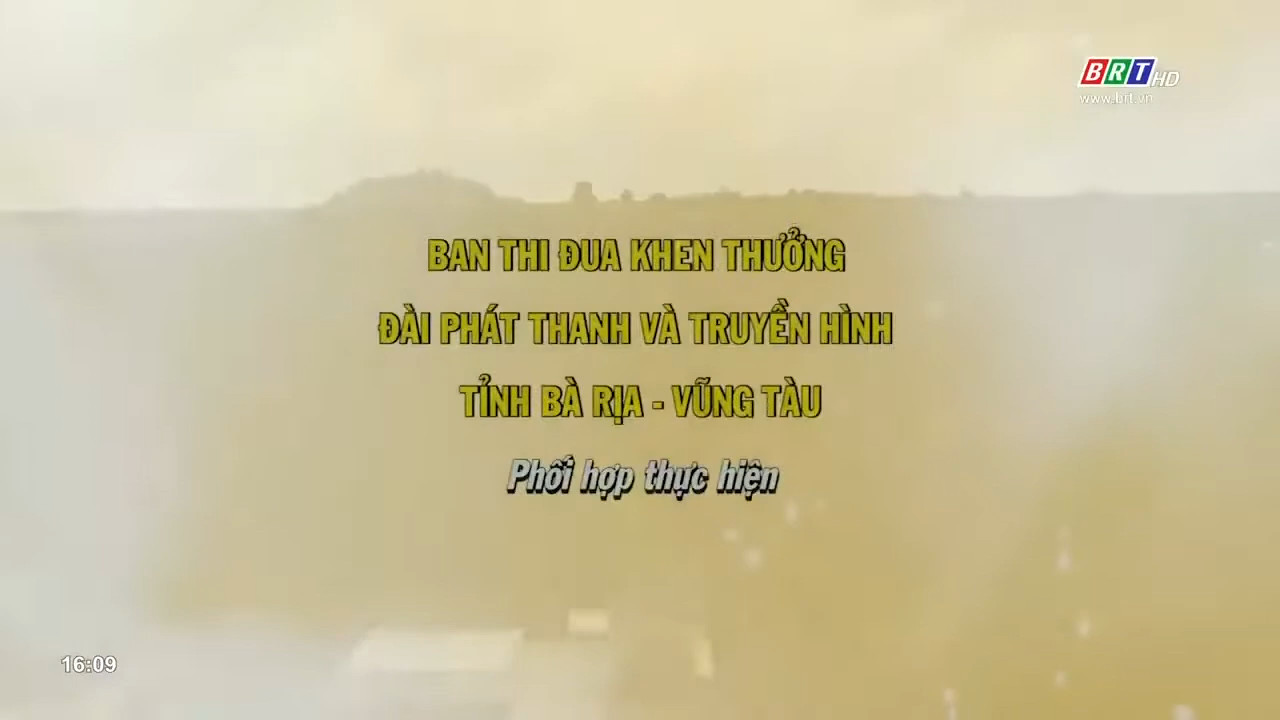 BRT HD
www.brt.vn
BAN THI ĐUA KHEN THƯỞNG
ĐÀI PHÁT THANH VÀ TRUYỀN HÌNH
TỈNH BÀ RỊA - VŨNG TÀU
Phối hợp thực hiện
16:09